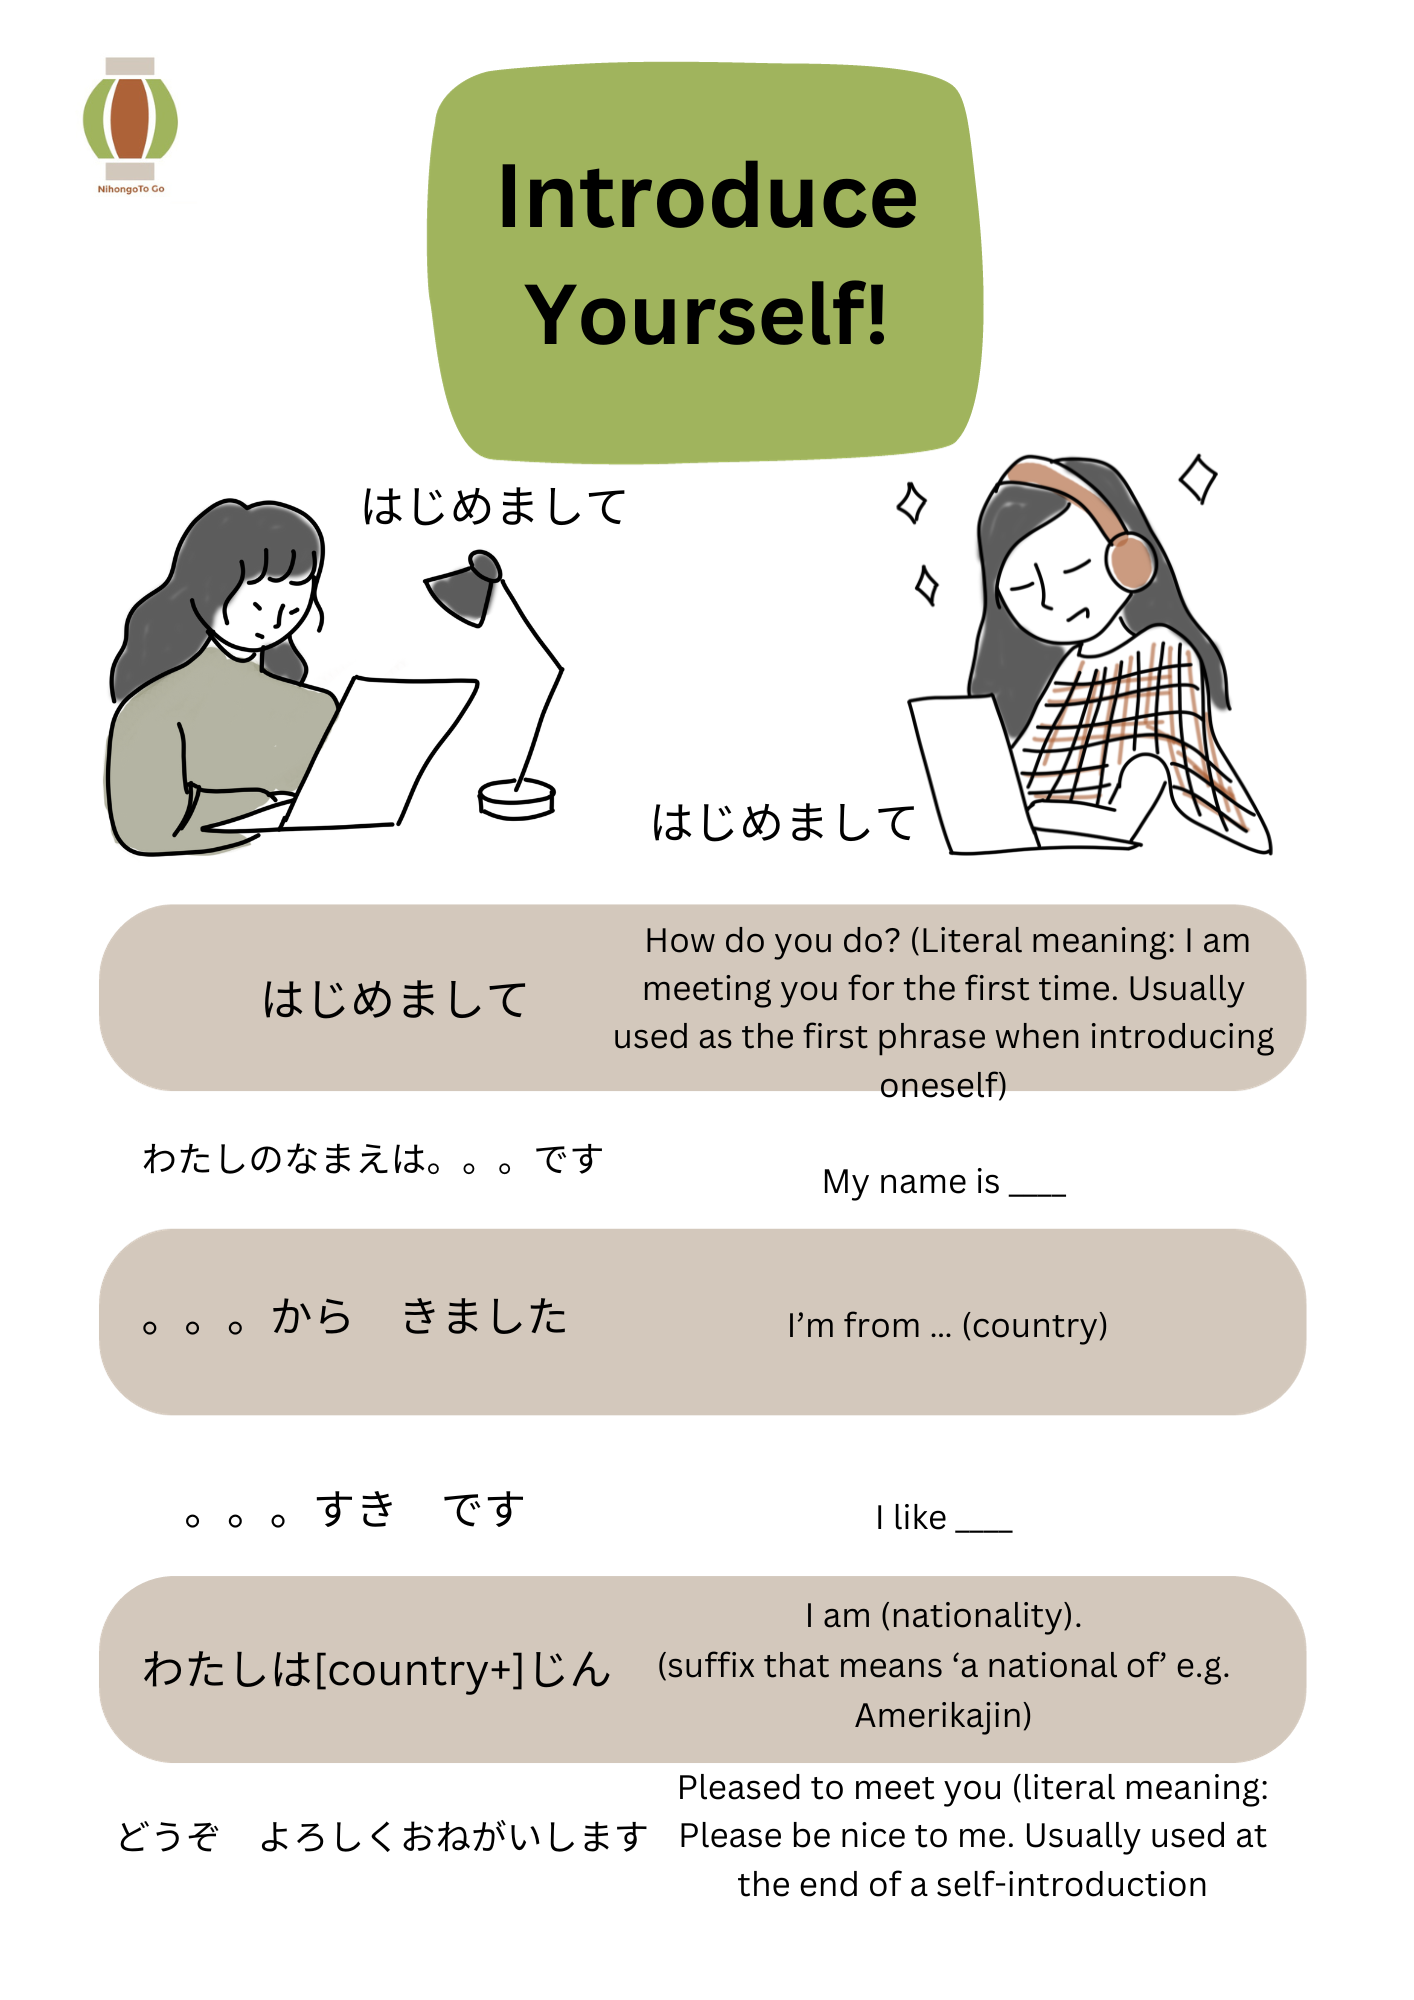 NihongoTo Go
Introduce
Yourself!
はじめまして
はじめまして
はじめまして
How do you do? (Literal meaning: I am
meeting you for the first time. Usually
used as the first phrase when introducing
oneself)
わたしのなまえは。。。です
My name is ____
。。。から　きました
I’m from ... (country)
。。。すき　です
I like ____
わたしは[country+]じん
I am (nationality).
(suffix that means ‘a national of’ e.g.
Amerikajin)
どうぞ　よろしくおねがいします
Pleased to meet you (literal meaning:
Please be nice to me. Usually used at
the end of a self-introduction